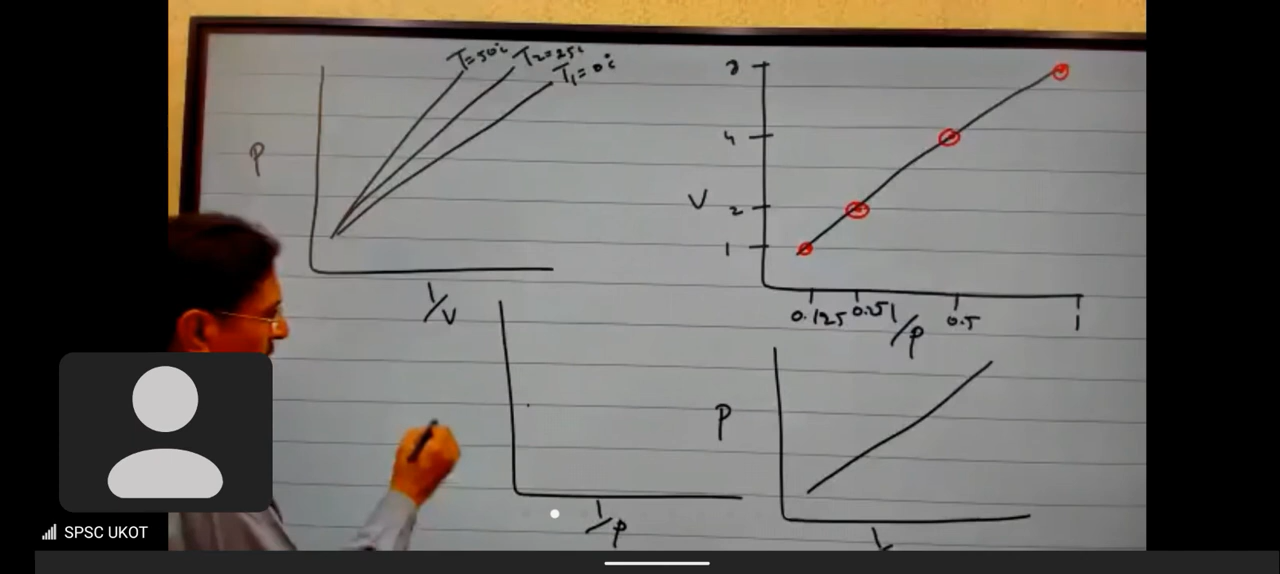 T=50°C T2=25C
T1=0°C
P
1/V
8
4
V 2
1
0.125 0.25 1/P 0.5 1
P
1/P
SPSC UKOT